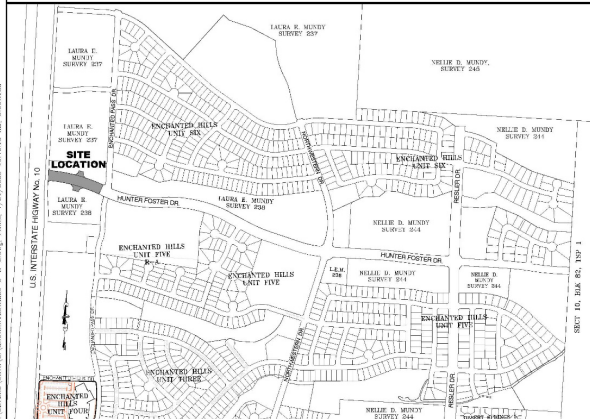 LAURA E.
MUNDY
SURVEY 237
LAURA E. MUNDY
SURVEY 237
NELLIE D. MUNDY.
SURVEY 245
ENCHANTED PASS DR.
LAURA E.
MUNDY
SURVEY 237
ENCHANTED HILLS
UNIT SIX
NORTHWESTERN DR.
NELLIE D. MUNDY
SURVEY 244
SITE
LOCATION
ENCHANTED HILLS
UNIT SIX
RESLER DR.
LAURA E.
MUNDY
SURVEY 238
HUNTER FOSTER DR.
LAURA E. MUNDY
SURVEY 238
NELLIE D. MUNDY
SURVEY 244
U.S. INTERSTATE HIGWAY No. 10
ENCHANTED HILLS
UNIT FIVE
HUNTER FOSTER DR.
ENCHANTED HILLS
UNIT FIVE
L.E.M.
238
NELLIE D. MUNDY
SURVEY 244
NELLIE D.
MUNDY
SURVEY 244
SECT 10, BLK 82, TSP 1
ENCHANTED HILLS
UNIT FIVE
ENCHANTED HILLS
UNIT THREE
NORTHWESTERN DR.
RESLER DR.
ENCHANTED
HILLS
UNIT FOUR
NELLIE D. MUNDY
SURVEY 244